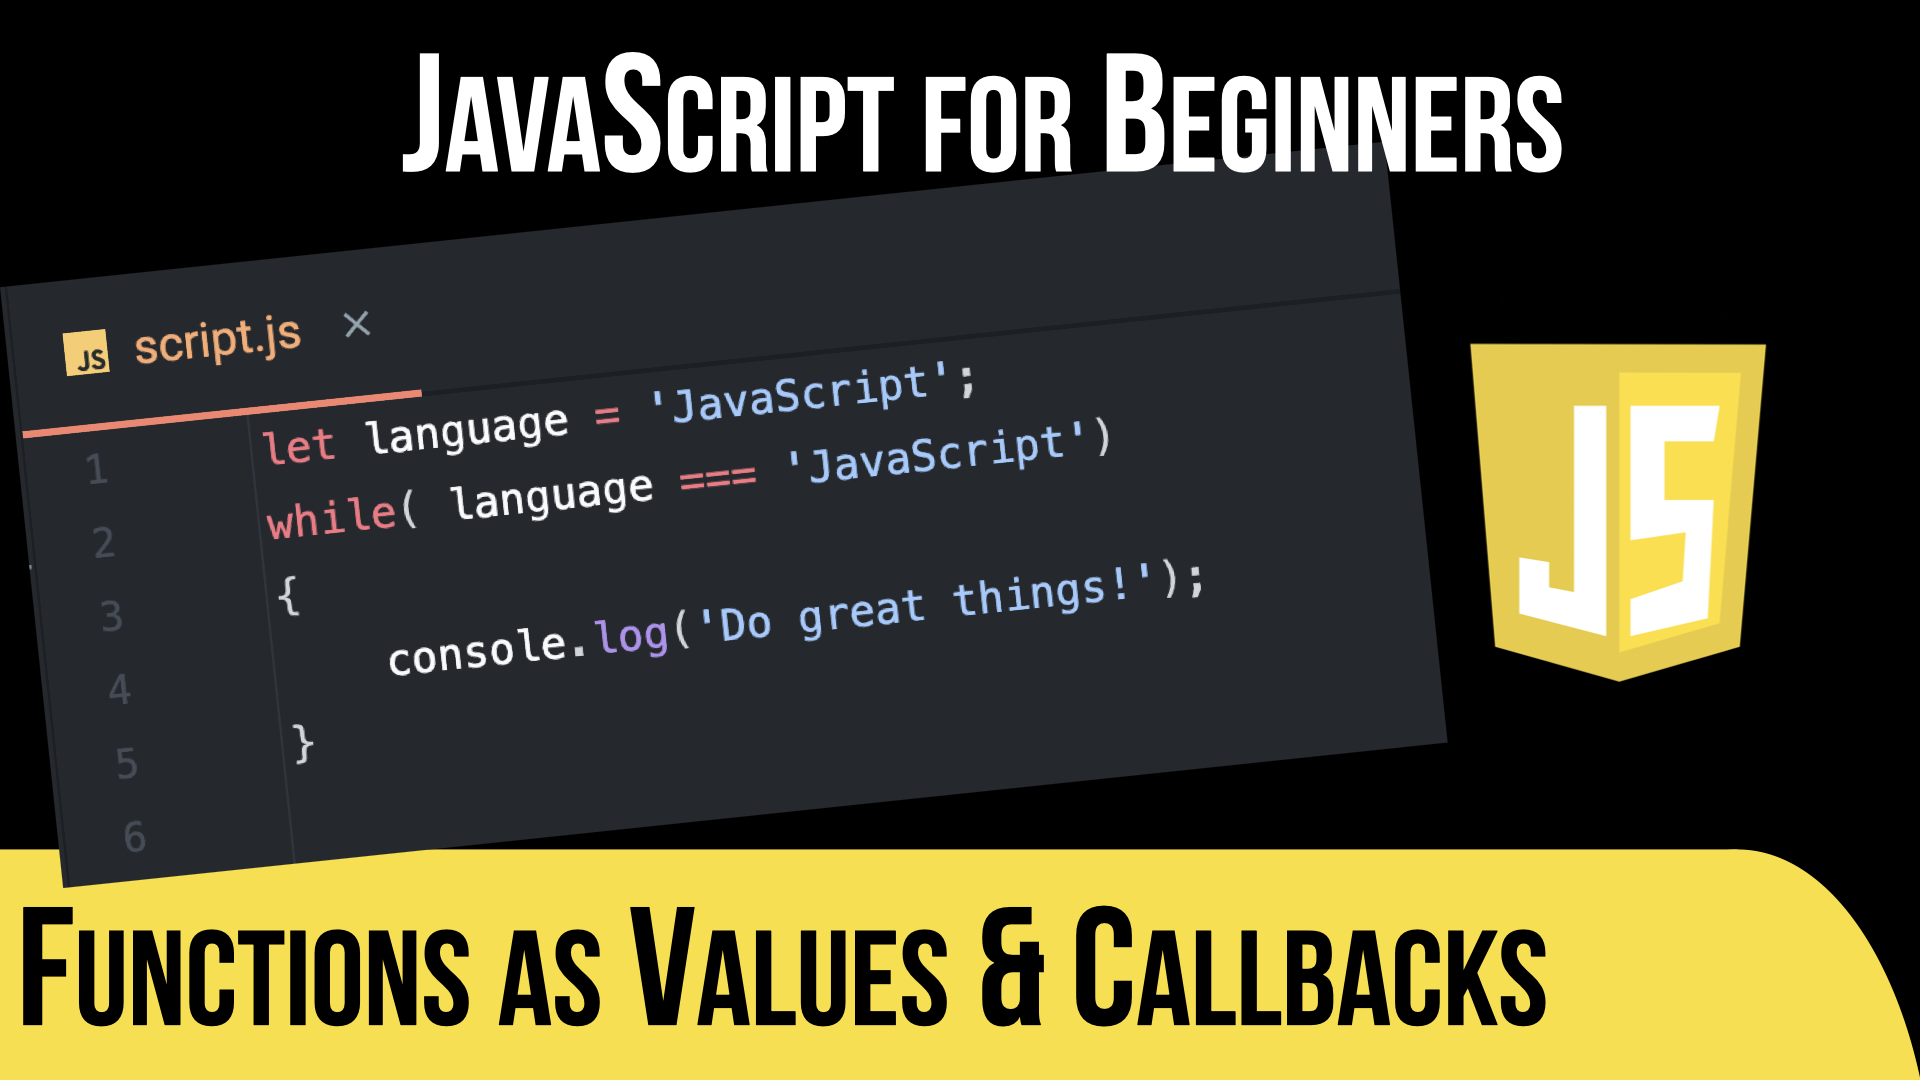 JavaScript for Beginners
JS script.js ×
1 let language = 'JavaScript';
2 while( language === 'JavaScript')
3 {
4 console.log('Do great things!');
5 }
6
JS
Functions as Values & Callbacks